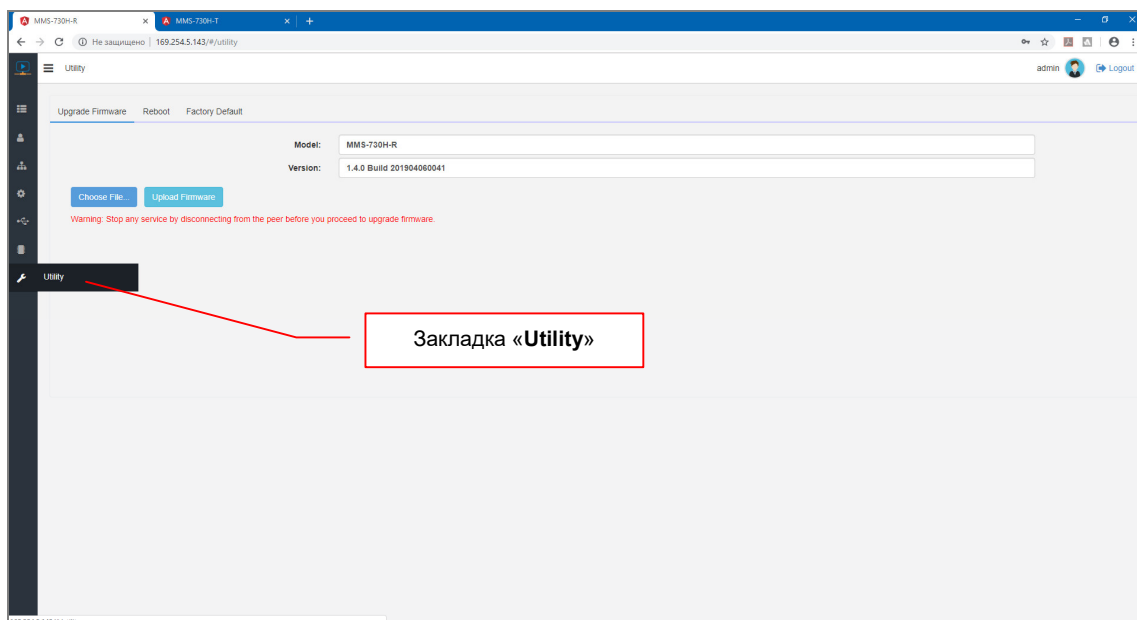 MMS-730H-R
MMS-730H-T
Не защищено | 169.254.5.143/#/utility
Utility
admin
Logout
Upgrade Firmware Reboot Factory Default
Model: MMS-730H-R
Version: 1.4.0 Build 201904060041
Choose File... Upload Firmware
Warning: Stop any service by disconnecting from the peer before you proceed to upgrade firmware.
Utility
Закладка «Utility»